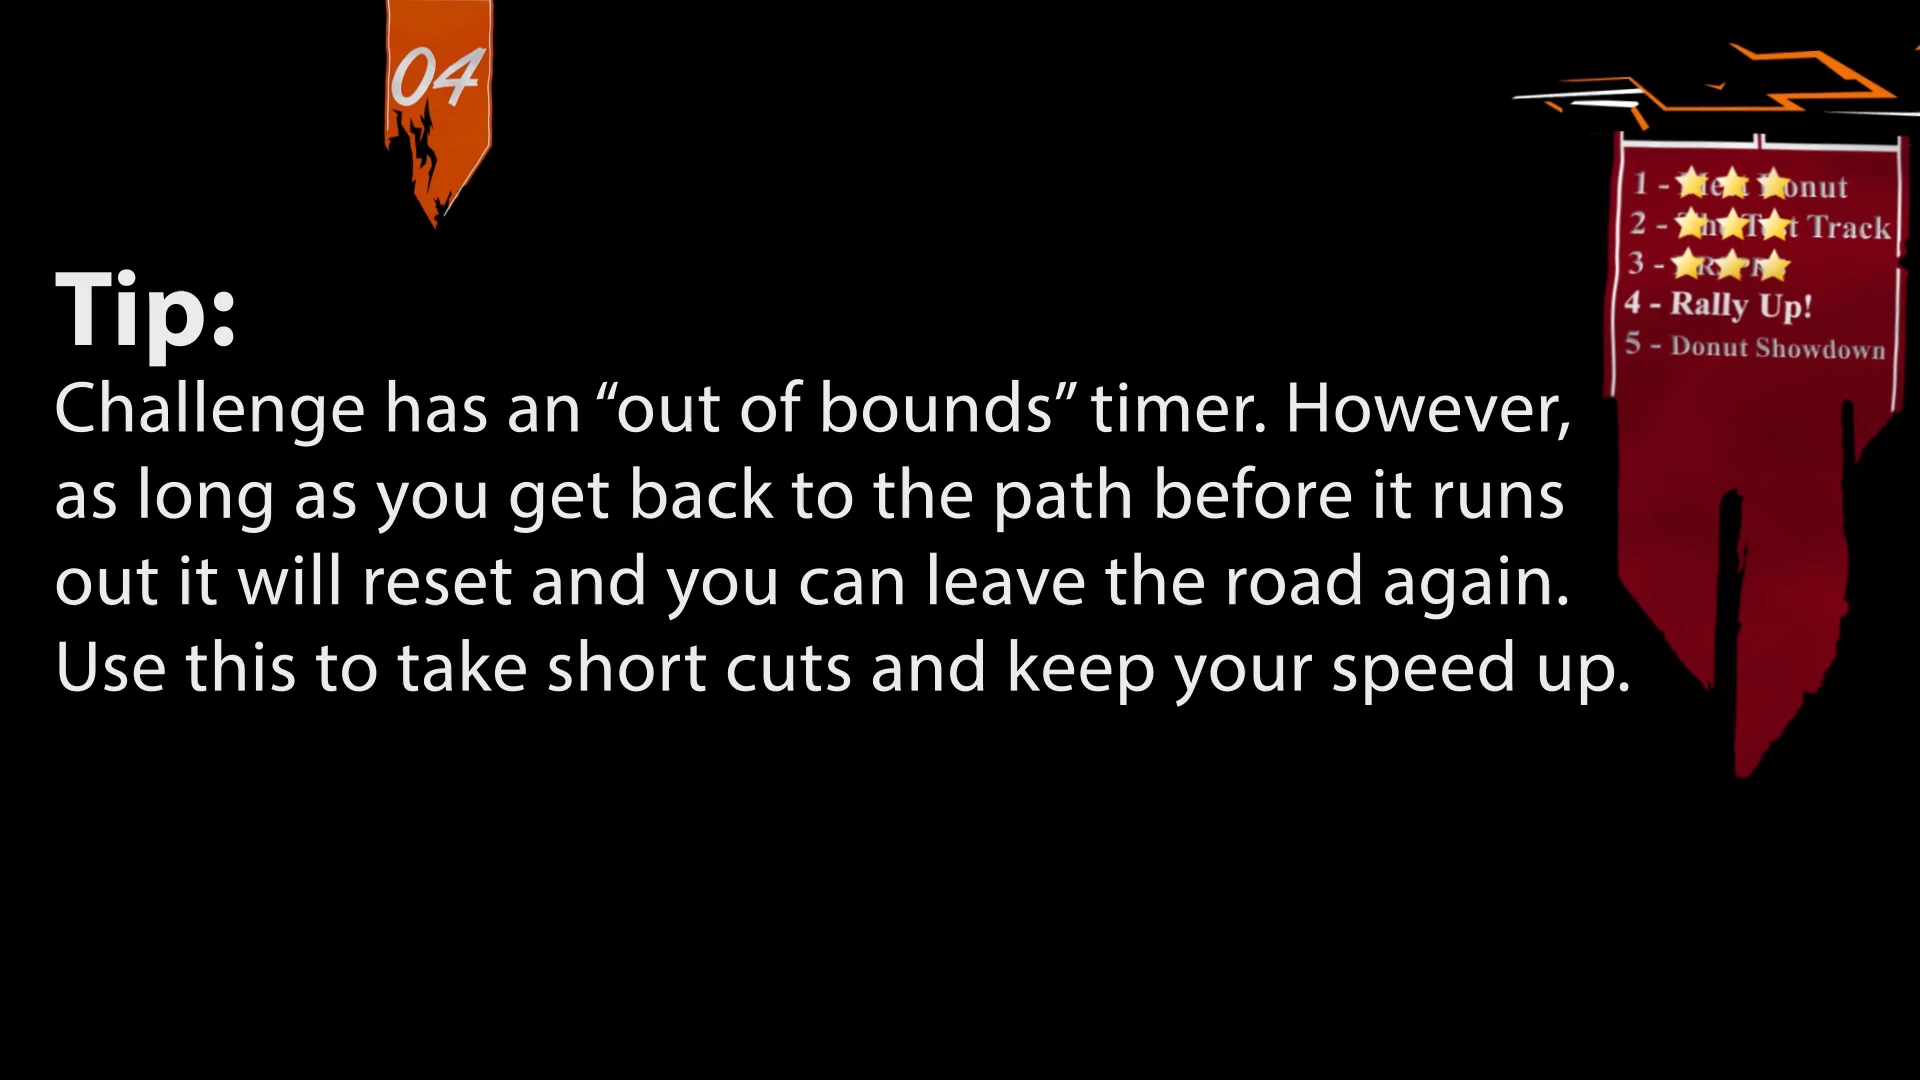 04
Tip:
Challenge has an “out of bounds” timer. However,
as long as you get back to the path before it runs
out it will reset and you can leave the road again.
Use this to take short cuts and keep your speed up.
1 - Donut
2 - Track
3 -
4 - Rally Up!
5 - Donut Showdown